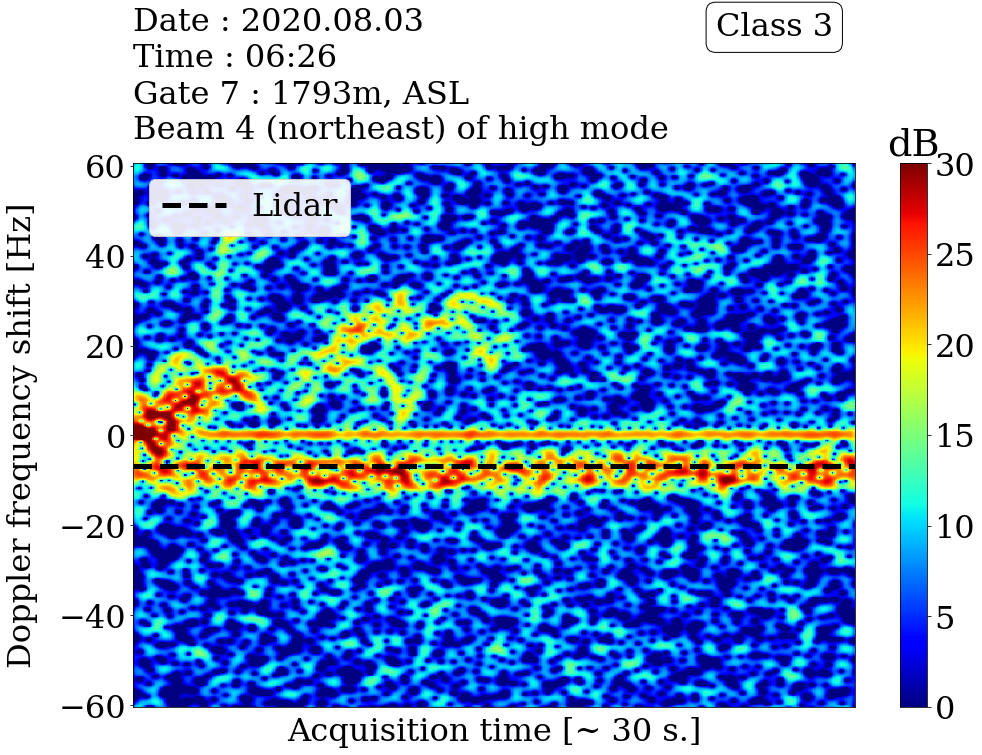 Date : 2020.08.03
Time : 06:26
Gate 7 : 1793m, ASL
Beam 4 (northeast) of high mode
Class 3
dB
Lidar
Doppler frequency shift [Hz]
60
40
20
0
−20
−40
−60
Acquisition time [~ 30 s.]
30
25
20
15
10
5
0